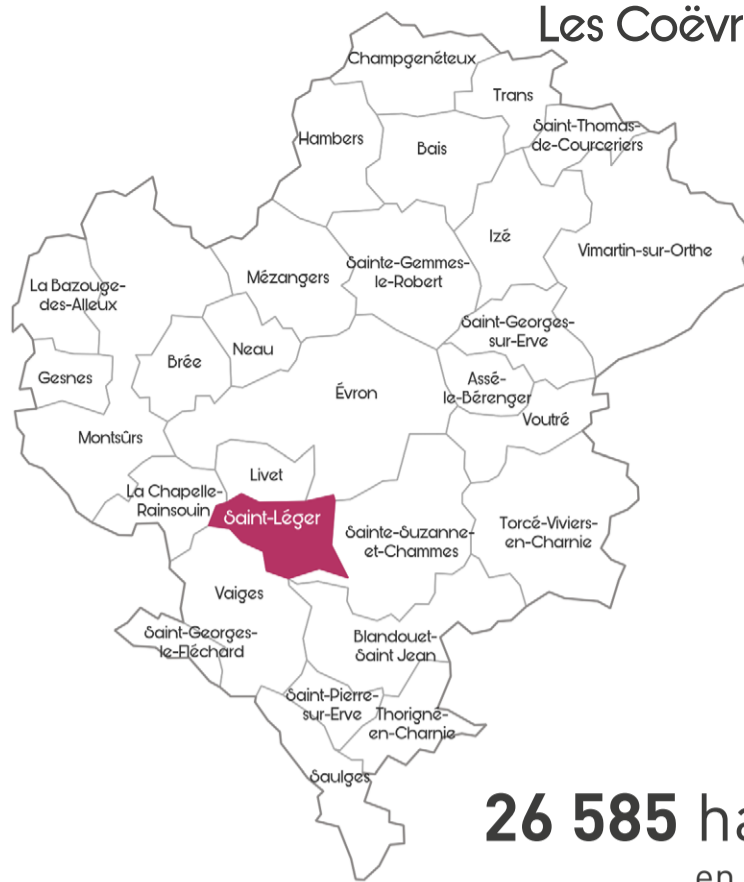 Les Coëvr
Champgenéteux
Trans
Saint-Thomas-
de-Courceriers
Hambers
Bais
Izé
Vimartin-sur-Orthe
Sainte-Gemmes-
le-Robert
Mézangers
La Bazouge-
des-Alleux
Saint-Georges-
sur-Erve
Neau
Brée
Gesnes
Assé-
le-Bérenger
Évron
Voutré
Montsûrs
Livet
La Chapelle-
Rainsouin
Saint-Léger
Sainte-Suzanne-
et-Chammes
Torcé-Viviers-
en-Charnie
Vaiges
Saint-Georges-
le-Fléchard
Blandouet-
Saint Jean
Saint-Pierre-
sur-Erve
Thorigné-
en-Charnie
Saulges
26 585 ha
en